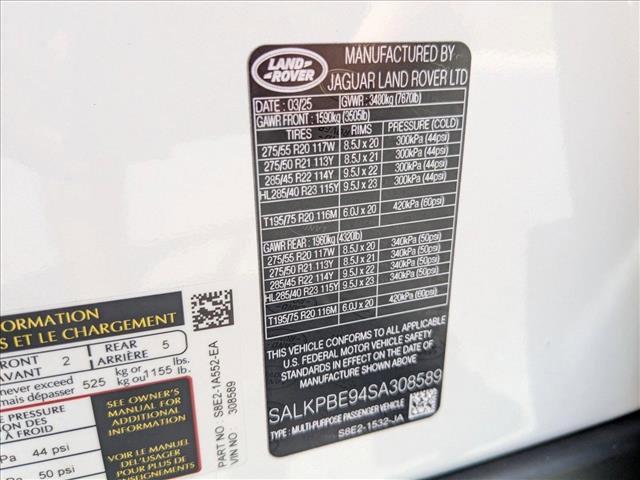 LAND ROVER
MANUFACTURED BY
JAGUAR LAND ROVER LTD
DATE : 03/25 GVWR : 3480kg (7670lb)
GAWR FRONT : 1590kg (3505lb)
TIRES RIMS PRESSURE (COLD)
275/55 R20 117W 8.5J x 20 300kPa (44psi)
275/50 R21 113Y 8.5J x 21 300kPa (44psi)
285/45 R22 114Y 9.5J x 22 300kPa (44psi)
HL285/40 R23 115Y 9.5J x 23 300kPa (44psi)
T195/75 R20 116M 6.0J x 20 420kPa (60psi)
GAWR REAR : 1960kg (4320lb)
275/55 R20 117W 8.5J x 20 340kPa (50psi)
275/50 R21 113Y 8.5J x 21 340kPa (50psi)
285/45 R22 114Y 9.5J x 22 340kPa (50psi)
HL285/40 R23 115Y 9.5J x 23 340kPa (50psi)
T195/75 R20 116M 6.0J x 20 420kPa (60psi)
THIS VEHICLE CONFORMS TO ALL APPLICABLE
U.S. FEDERAL MOTOR VEHICLE SAFETY
STANDARDS IN EFFECT ON THE DATE OF
MANUFACTURE SHOWN ABOVE.
SALKPBE94SA308589
TYPE : MULTI-PURPOSE PASSENGER VEHICLE
S8E2-1532-JA
FORMATION
S ET LE CHARGEMENT
FRONT 2 REAR 5
AVANT ARRIÈRE
never exceed 525 kg or 1155 lbs.
mais dépasser kg ou lb.
PRESSURE
À FROID
44 psi
50 psi
SEE OWNER'S
MANUAL FOR
ADDITIONAL
INFORMATION
VOIR LE MANUEL
DE L'USAGER
POUR PLUS DE
RENSEIGNEMENTS
PART NO : S8E2-1A552-EA
VIN NO : 308589